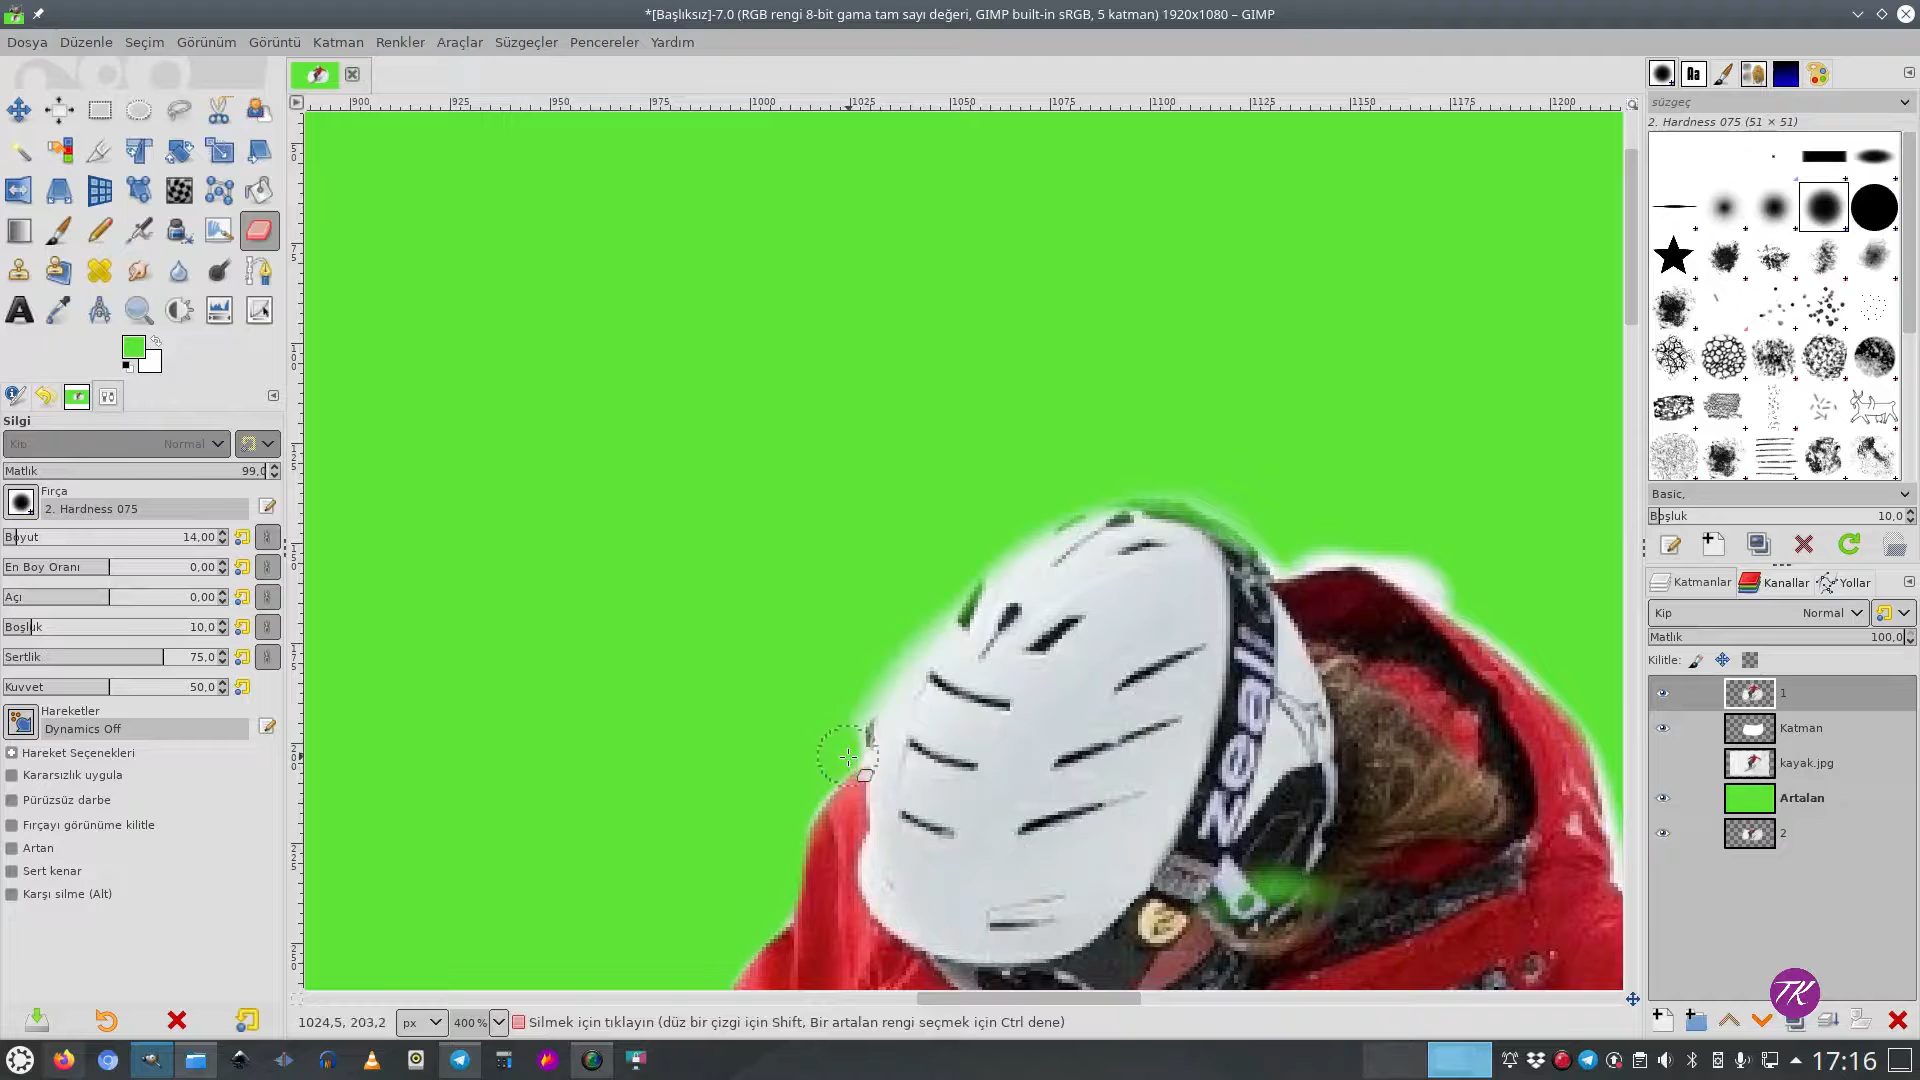 *[Başlıksız]-7.0 (RGB rengi 8-bit gama tam sayı değeri, GIMP built-in sRGB, 5 katman) 1920x1080 – GIMP
Dosya Düzenle Seçim Görünüm Görüntü Katman Renkler Araçlar Süzgeçler Pencereler Yardım
900 925 950 975 1000 1025 1050 1075 1100 1125 1150 1175 1200
süzgeç
2. Hardness 075 (51 × 51)
Silgi
Kip Normal
Matlık 99,0
Fırça
2. Hardness 075
Boyut 14,00
En Boy Oranı 0,00
Açı 0,00
Boşluk 10,0
Sertlik 75,0
Kuvvet 50,0
Hareketler
Dynamics Off
Hareket Seçenekleri
Kararsızlık uygula
Pürüzsüz darbe
Fırçayı görünüme kilitle
Artan
Sert kenar
Karşı silme (Alt)
zeall
Basic,
Boşluk 10,0
Katmanlar Kanallar Yollar
Kip Normal
Matlık 100,0
Kilitle:
1
Katman
kayak.jpg
Artalan
2
TK
1024,5, 203,2 px 400 % Silmek için tıklayın (düz bir çizgi için Shift, Bir artalan rengi seçmek için Ctrl dene)
17:16